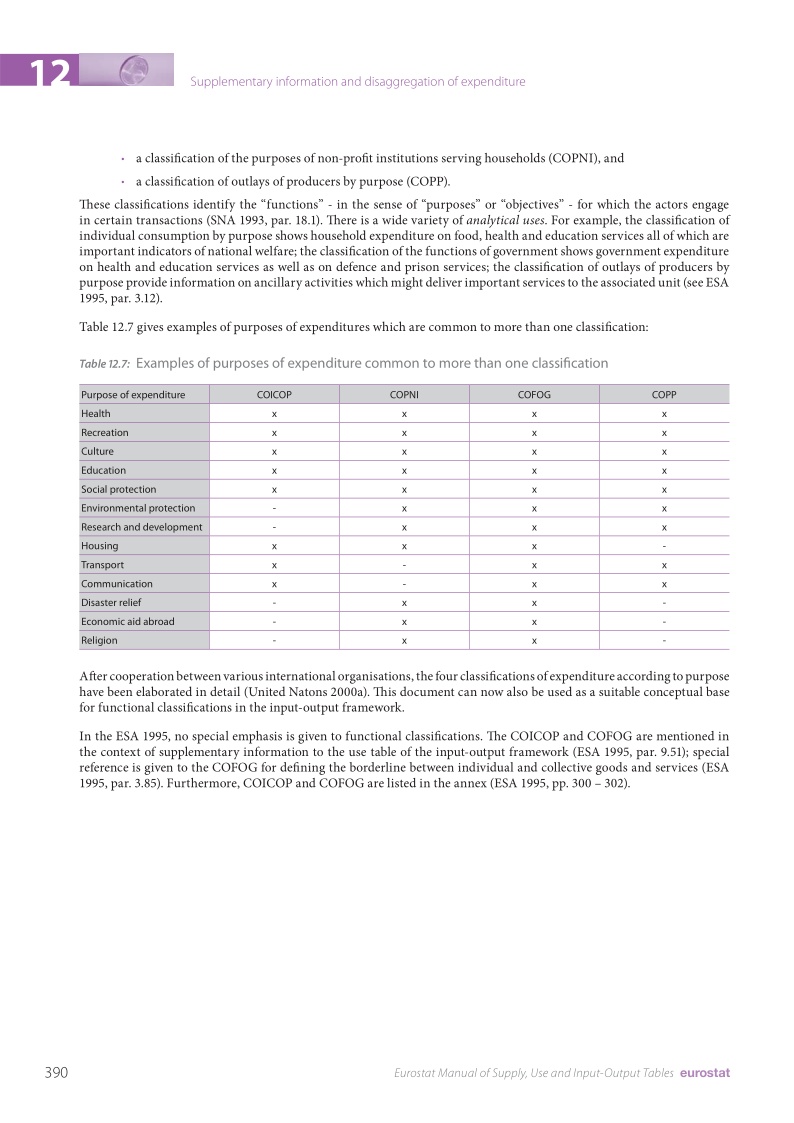 12
Supplementary information and disaggregation of expenditure
· a classification of the purposes of non-profit institutions serving households (COPNI), and
· a classification of outlays of producers by purpose (COPP).
These classifications identify the “functions” - in the sense of “purposes” or “objectives” - for which the actors engage
in certain transactions (SNA 1993, par. 18.1). There is a wide variety of analytical uses. For example, the classification of
individual consumption by purpose shows household expenditure on food, health and education services all of which are
important indicators of national welfare; the classification of the functions of government shows government expenditure
on health and education services as well as on defence and prison services; the classification of outlays of producers by
purpose provide information on ancillary activities which might deliver important services to the associated unit (see ESA
1995, par. 3.12).
Table 12.7 gives examples of purposes of expenditures which are common to more than one classification:
Table 12.7: Examples of purposes of expenditure common to more than one classification
Purpose of expenditure COICOP COPNI COFOG COPP
Health x x x x
Recreation x x x x
Culture x x x x
Education x x x x
Social protection x x x x
Environmental protection - x x x
Research and development - x x x
Housing x x x -
Transport x - x x
Communication x - x x
Disaster relief - x x -
Economic aid abroad - x x -
Religion - x x -
After cooperation between various international organisations, the four classifications of expenditure according to purpose
have been elaborated in detail (United Natons 2000a). This document can now also be used as a suitable conceptual base
for functional classifications in the input-output framework.
In the ESA 1995, no special emphasis is given to functional classifications. The COICOP and COFOG are mentioned in
the context of supplementary information to the use table of the input-output framework (ESA 1995, par. 9.51); special
reference is given to the COFOG for defining the borderline between individual and collective goods and services (ESA
1995, par. 3.85). Furthermore, COICOP and COFOG are listed in the annex (ESA 1995, pp. 300 – 302).
390
Eurostat Manual of Supply, Use and Input-Output Tables eurostat